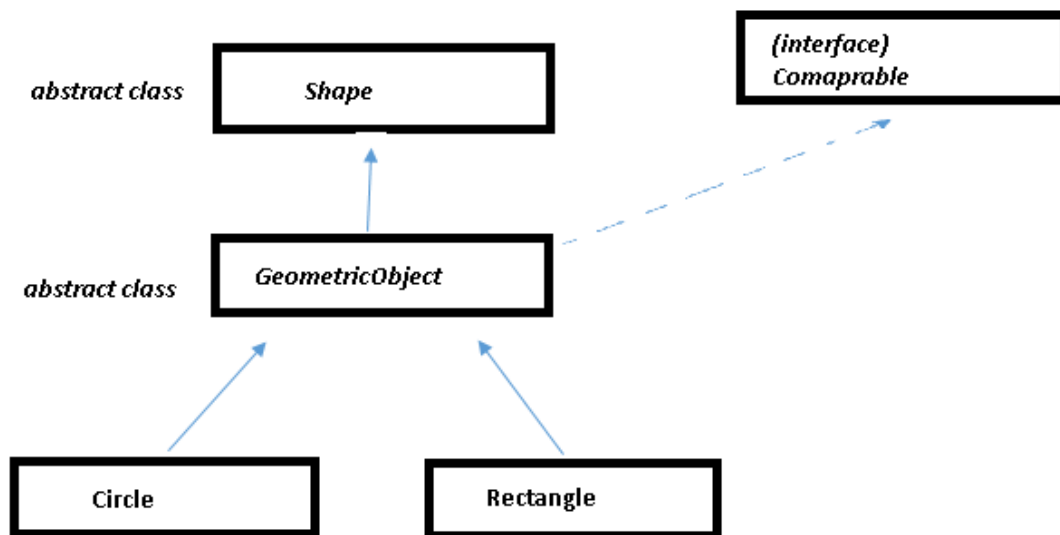 (interface)
Comaprable
abstract class
Shape
abstract class
GeometricObject
Circle
Rectangle